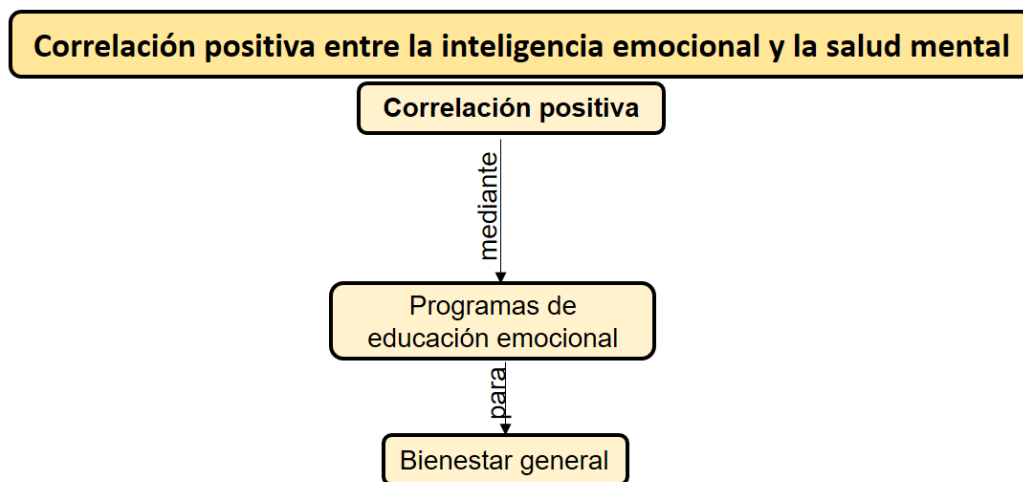 Correlación positiva entre la inteligencia emocional y la salud mental
Correlación positiva
mediante
Programas de
educación emocional
para
Bienestar general